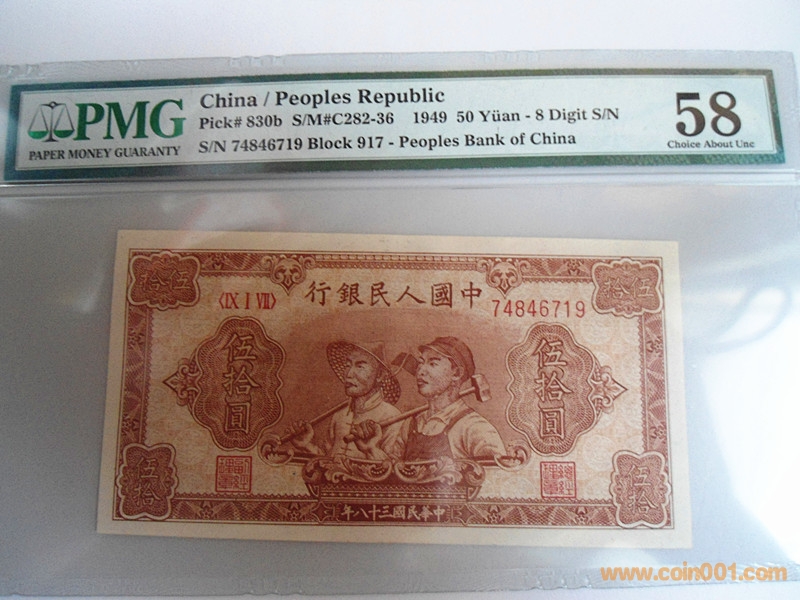 PMG
PAPER MONEY GUARANTY
China / Peoples Republic
Pick# 830b S/M#C282-36 1949 50 Yüan - 8 Digit S/N
S/N 74846719 Block 917 - Peoples Bank of China
58
Choice About Unc
拾伍
伍拾
行銀民人國中
〈IX I VII〉
74846719
伍拾圓
伍拾圓
伍拾
伍拾
年八十三國民華中
www.coin001.com